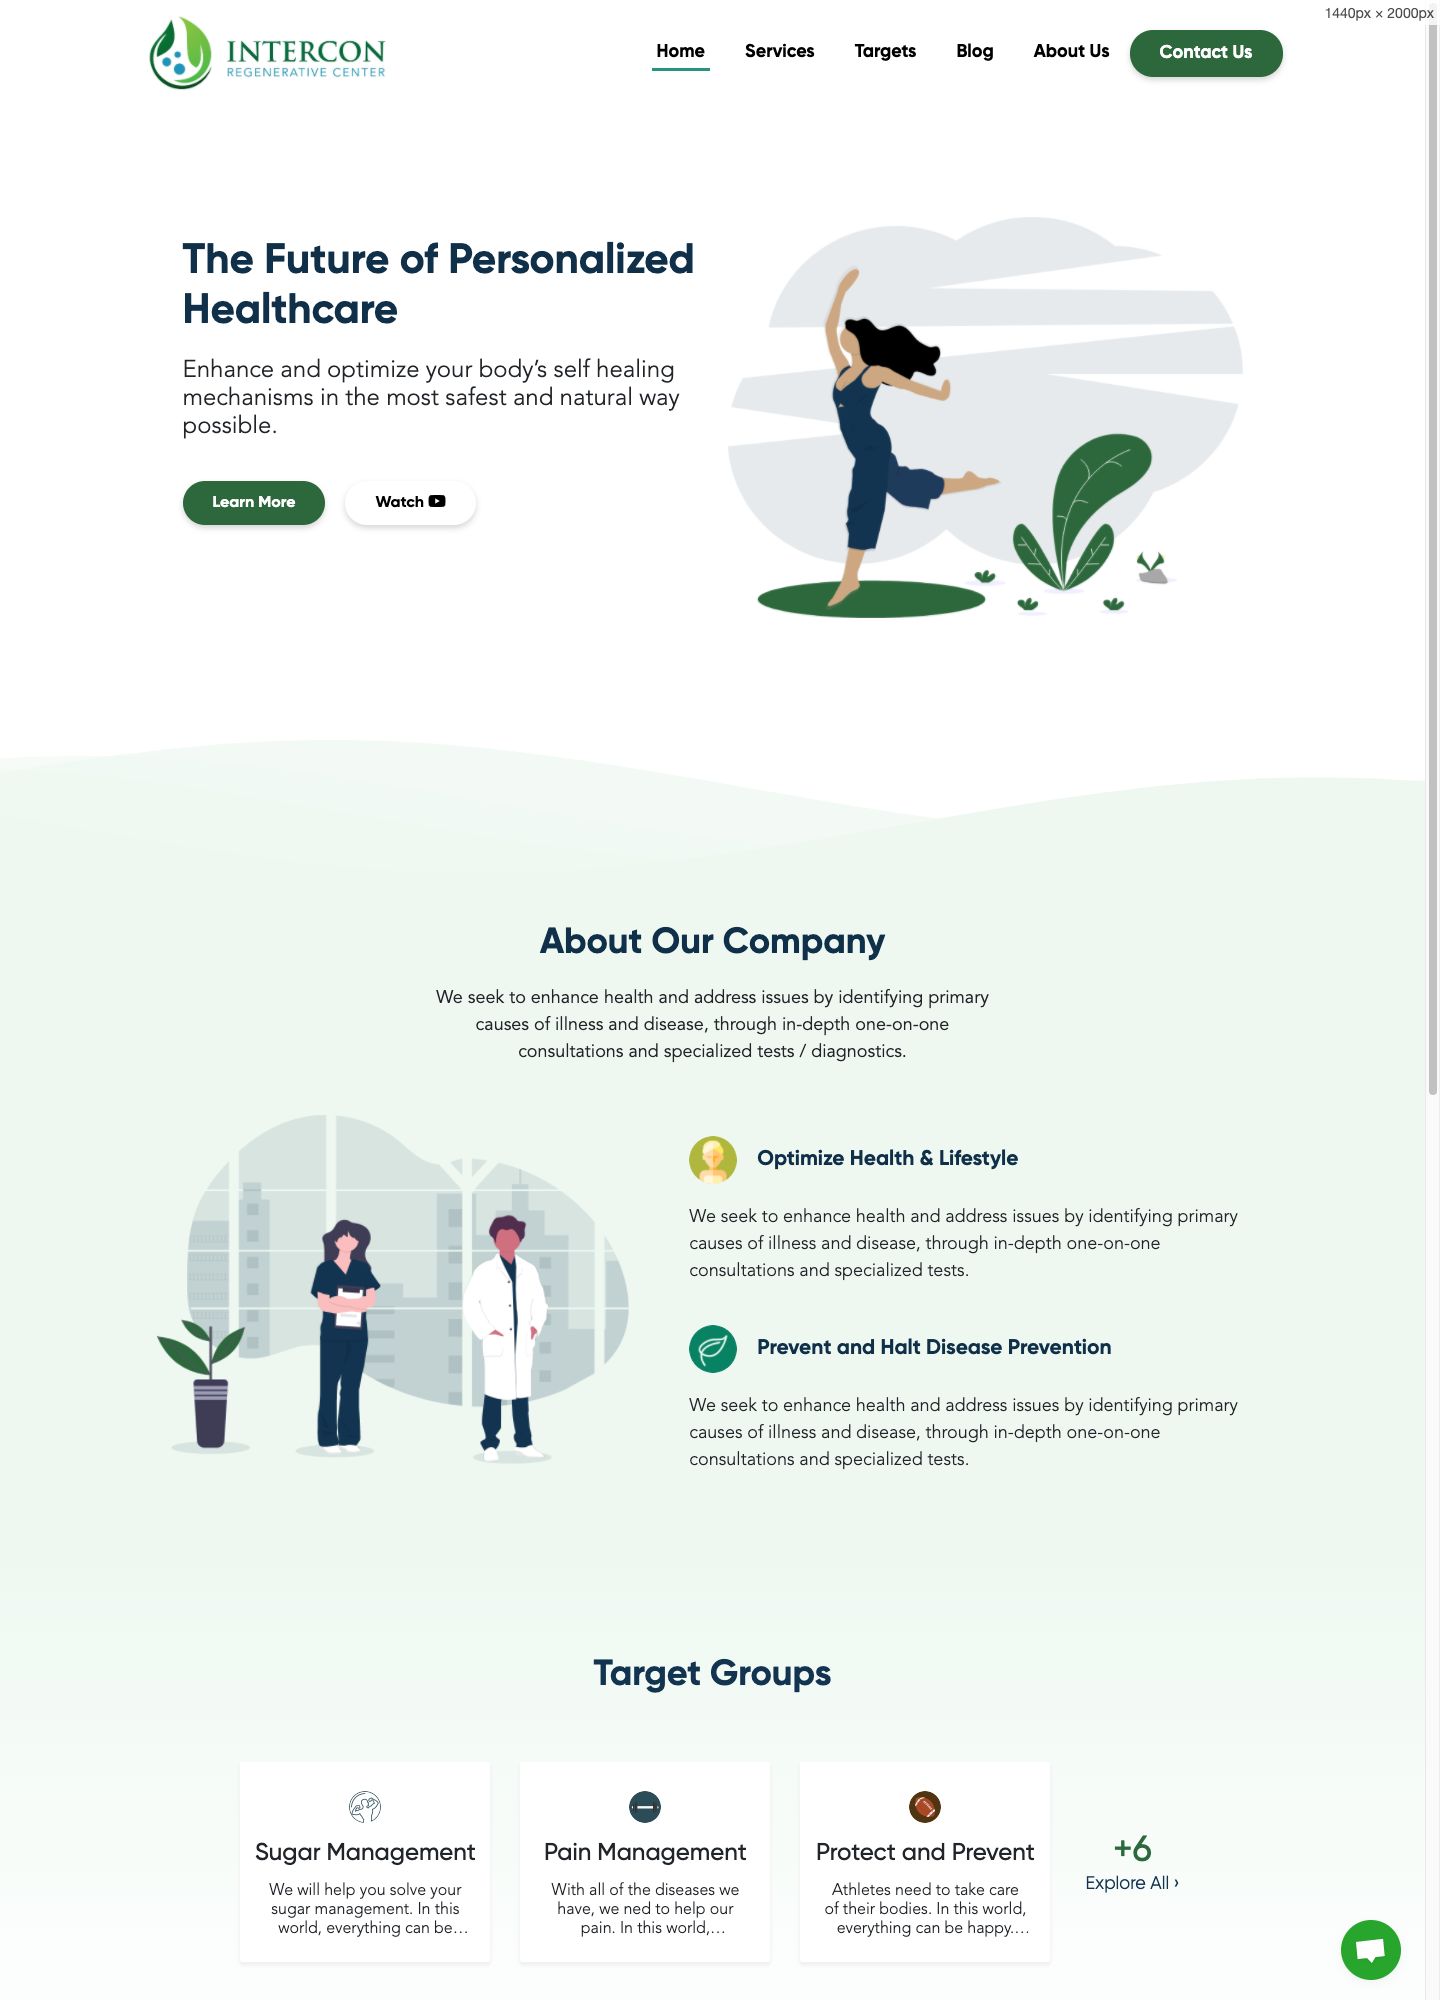 1440px × 2000px
INTERCON
REGENERATIVE CENTER
Home Services Targets Blog About Us Contact Us
The Future of Personalized
Healthcare
Enhance and optimize your body's self healing
mechanisms in the most safest and natural way
possible.
Learn More Watch
About Our Company
We seek to enhance health and address issues by identifying primary
causes of illness and disease, through in-depth one-on-one
consultations and specialized tests / diagnostics.
Optimize Health & Lifestyle
We seek to enhance health and address issues by identifying primary
causes of illness and disease, through in-depth one-on-one
consultations and specialized tests.
Prevent and Halt Disease Prevention
We seek to enhance health and address issues by identifying primary
causes of illness and disease, through in-depth one-on-one
consultations and specialized tests.
Target Groups
Sugar Management
We will help you solve your
sugar management. In this
world, everything can be…
Pain Management
With all of the diseases we
have, we ned to help our
pain. In this world,…
Protect and Prevent
Athletes need to take care
of their bodies. In this world,
everything can be happy.…
+6
Explore All ›